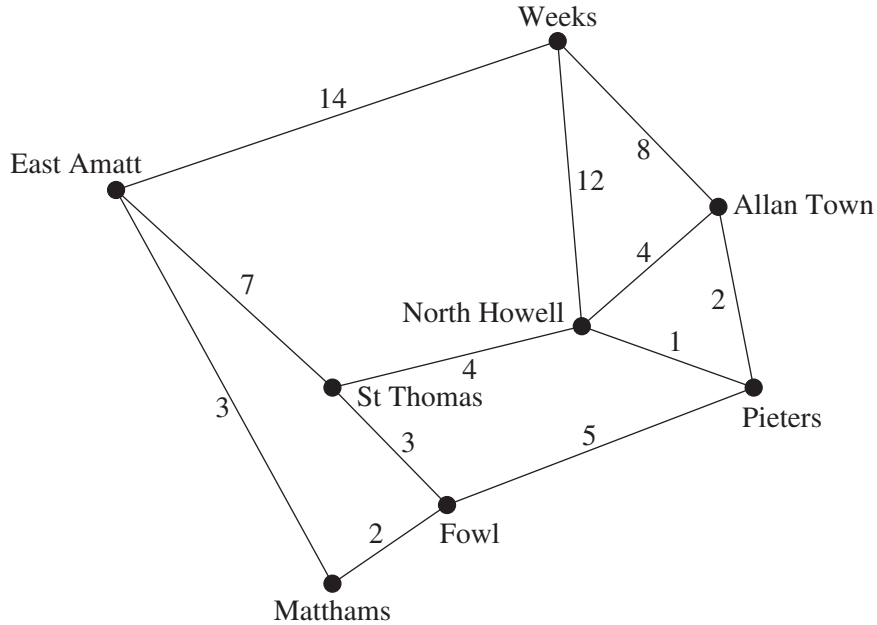 Weeks
14
East Amatt
8
12
Allan Town
4
7
2
North Howell
1
4
St Thomas
Pieters
3
3
5
2
Fowl
Matthams